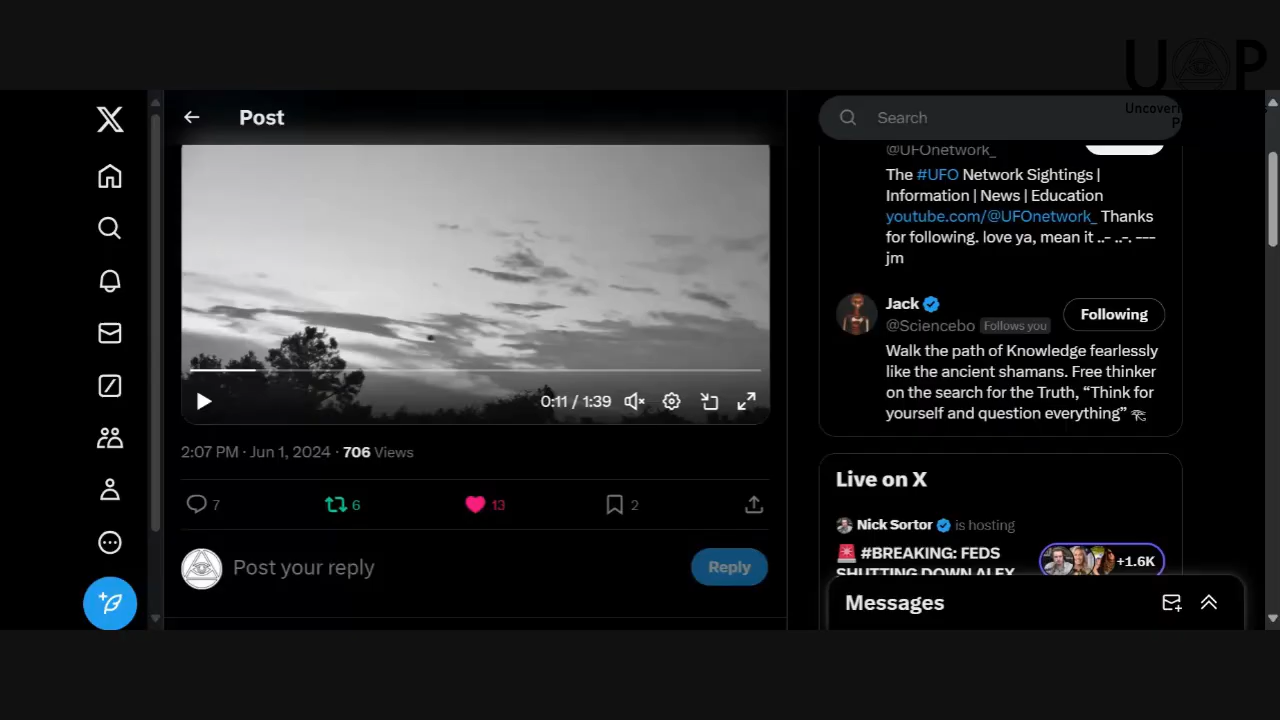 UOP
Uncoveri
P
Post
Search
@UFOnetwork_
The #UFO Network Sightings |
Information | News | Education
youtube.com/@UFOnetwork_ Thanks
for following. love ya, mean it ..- ..-. ---
jm
Jack
Following
@Sciencebo Follows you
Walk the path of Knowledge fearlessly
like the ancient shamans. Free thinker
on the search for the Truth, “Think for
yourself and question everything”
0:11 / 1:39
2:07 PM · Jun 1, 2024 · 706 Views
7
6
13
2
Post your reply
Reply
Live on X
Nick Sortor is hosting
#BREAKING: FEDS
SHUTTING DOWN ALEX
+1.6K
Messages